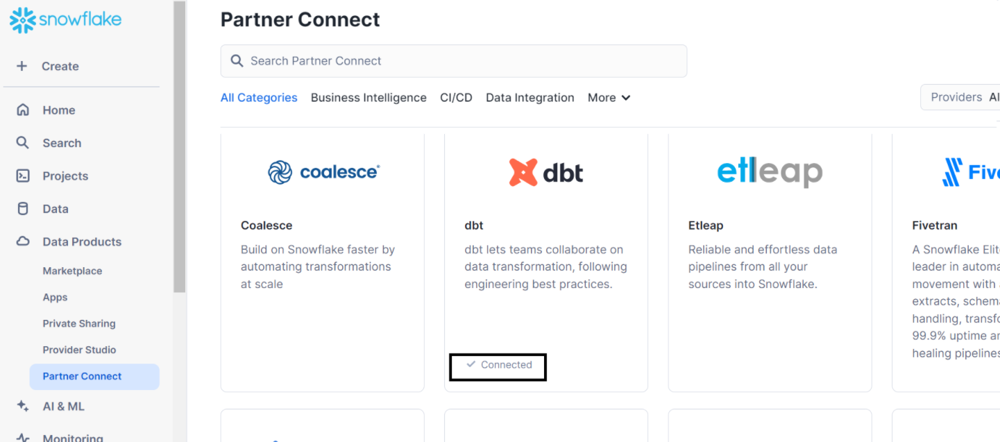 snowflake
Create
Home
Search
Projects
Data
Data Products
Marketplace
Apps
Private Sharing
Provider Studio
Partner Connect
AI & ML
Monitoring
Partner Connect
Search Partner Connect
All Categories Business Intelligence CI/CD Data Integration More
Providers Al
coalesce®
Coalesce
Build on Snowflake faster by
automating transformations
at scale
dbt
dbt
dbt lets teams collaborate on
data transformation, following
engineering best practices.
Connected
etleap
Etleap
Reliable and effortless data
pipelines from all your
sources into Snowflake.
Five
Fivetran
A Snowflake Elit
leader in automa
movement with
extracts, schem
handling, transfo
99.9% uptime a
healing pipelines